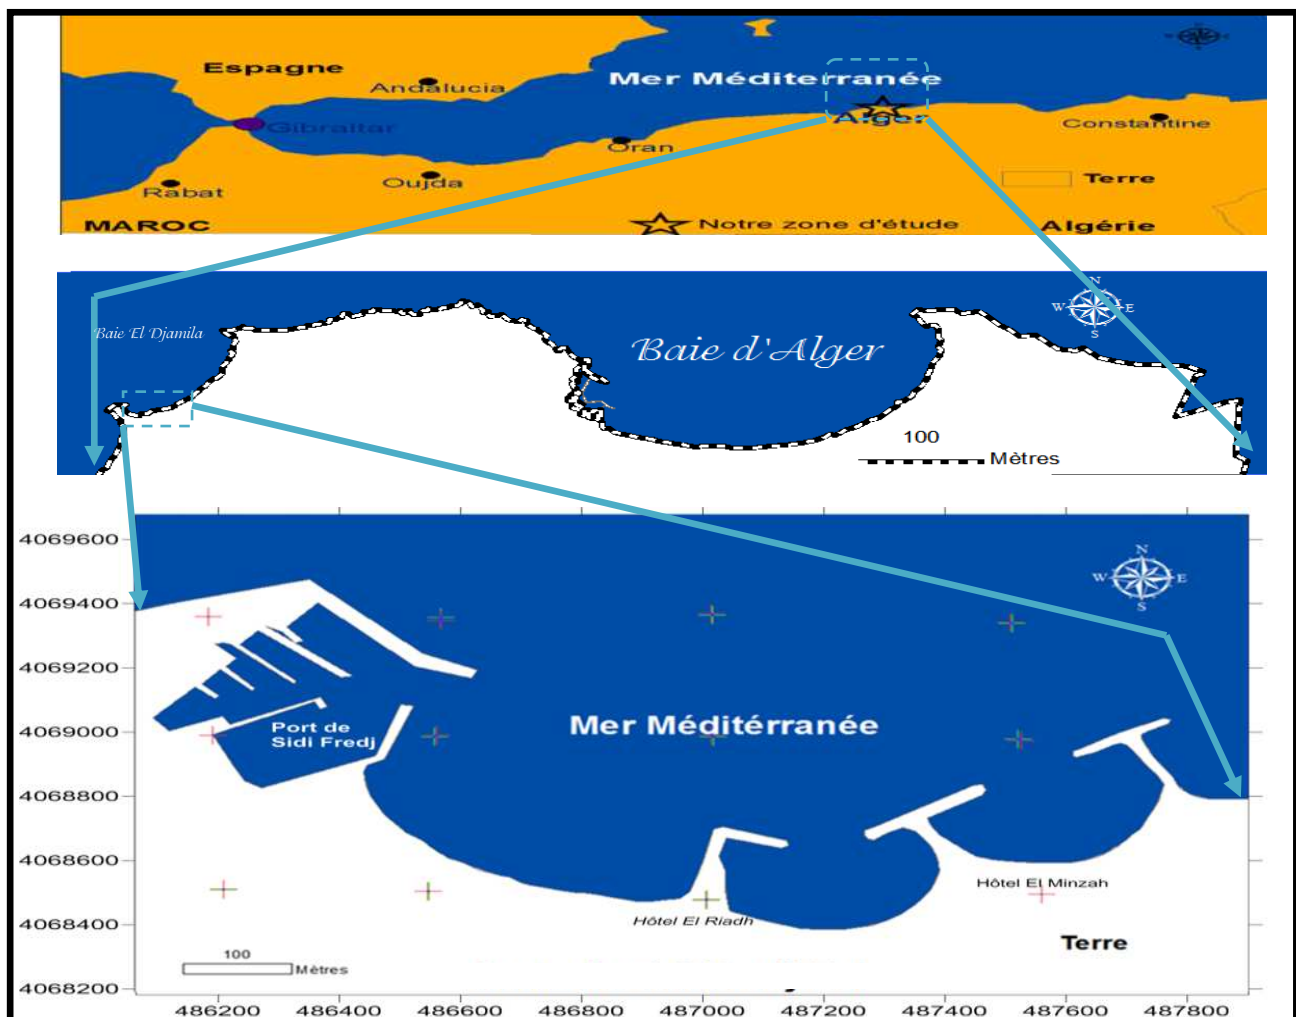 Espagne
Mer Méditerranée
Andalucia
Gibraltar
Alger
Constantine
Oran
Oujda
Rabat
Terre
MAROC
Notre zone d'étude
Algérie
N
W E
S
Baie El Djamila
Baie d'Alger
100
Mètres
4069600
4069400
4069200
4069000
4068800
4068600
4068400
4068200
N
W E
S
Port de
Sidi Fredj
Mer Méditérranée
Hôtel El Minzah
Hôtel El Riadh
Terre
100
Mètres
486200 486400 486600 486800 487000 487200 487400 487600 487800